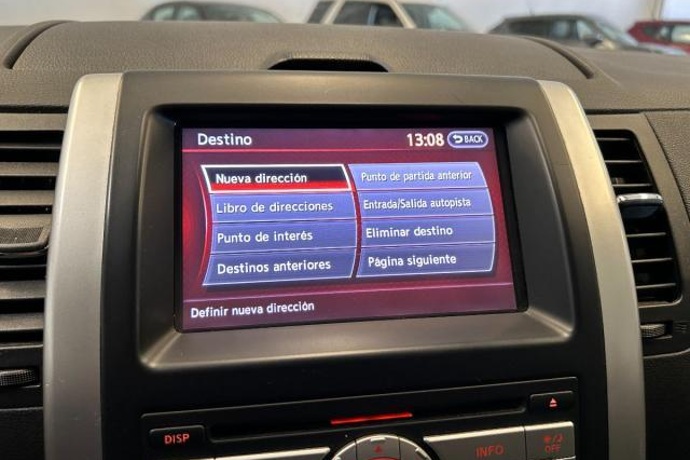 Destino 13:08 BACK
Nueva dirección Punto de partida anterior
Libro de direcciones Entrada/Salida autopista
Punto de interés Eliminar destino
Destinos anteriores Página siguiente
Definir nueva dirección
DISP INFO OFF